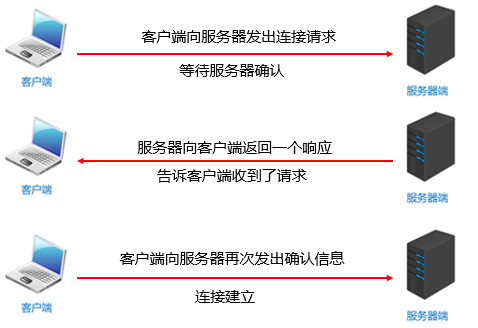 客户端向服务器发出连接请求
等待服务器确认
客户端
服务器端
服务器向客户端返回一个响应
告诉客户端收到了请求
客户端
服务器端
客户端向服务器再次发出确认信息
连接建立
客户端
服务器端